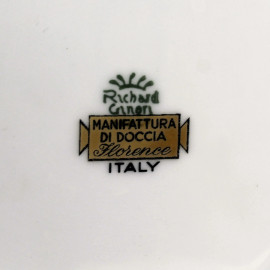 Richard
Ginori
MANIFATTURA
DI DOCCIA
Florence
ITALY